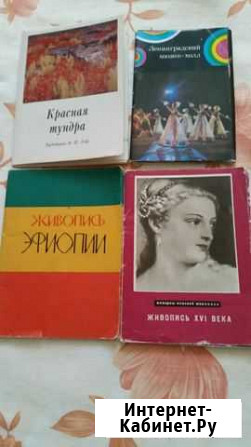 Красная
тундра
Ленинградский
мюзик-холл
ЖИВОПИСЬ
ЭФИОПИИ
ЖИВОПИСЬ XVI ВЕКА
Интернет-
Кабинет.Ру